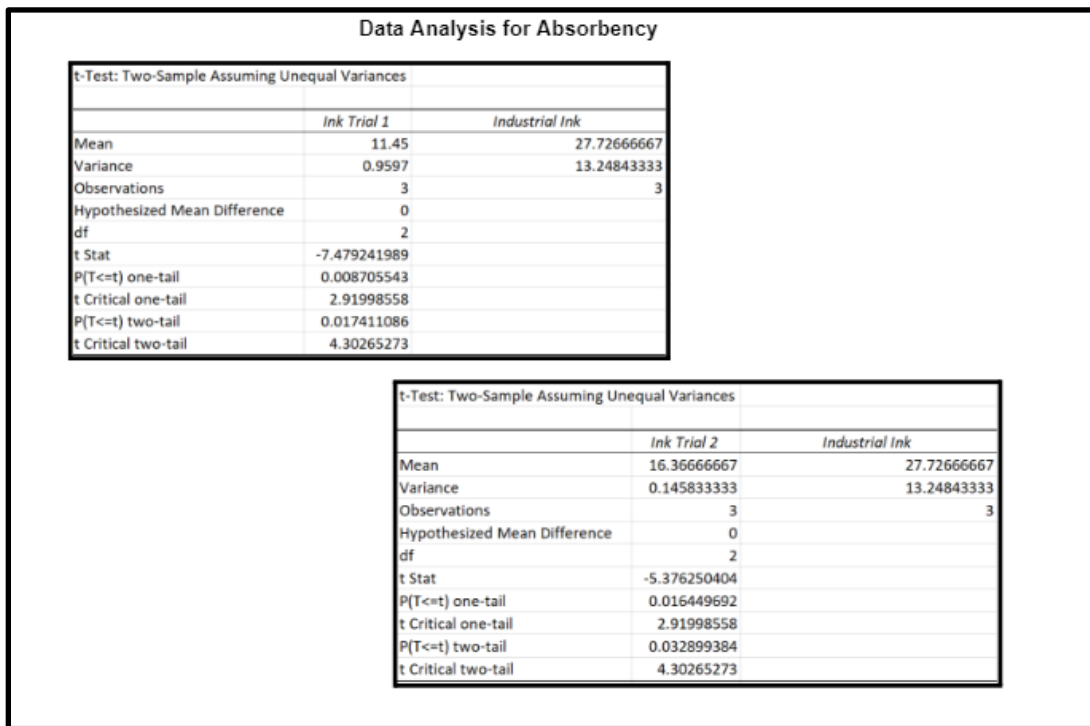 Data Analysis for Absorbency
t-Test: Two-Sample Assuming Unequal Variances
Ink Trial 1 Industrial Ink
Mean 11.45 27.72666667
Variance 0.9597 13.24843333
Observations 3 3
Hypothesized Mean Difference 0
df 2
t Stat -7.479241989
P(T<=t) one-tail 0.008705543
t Critical one-tail 2.91998558
P(T<=t) two-tail 0.017411086
t Critical two-tail 4.30265273
t-Test: Two-Sample Assuming Unequal Variances
Ink Trial 2 Industrial Ink
Mean 16.36666667 27.72666667
Variance 0.145833333 13.24843333
Observations 3 3
Hypothesized Mean Difference 0
df 2
t Stat -5.376250404
P(T<=t) one-tail 0.016449692
t Critical one-tail 2.91998558
P(T<=t) two-tail 0.032899384
t Critical two-tail 4.30265273